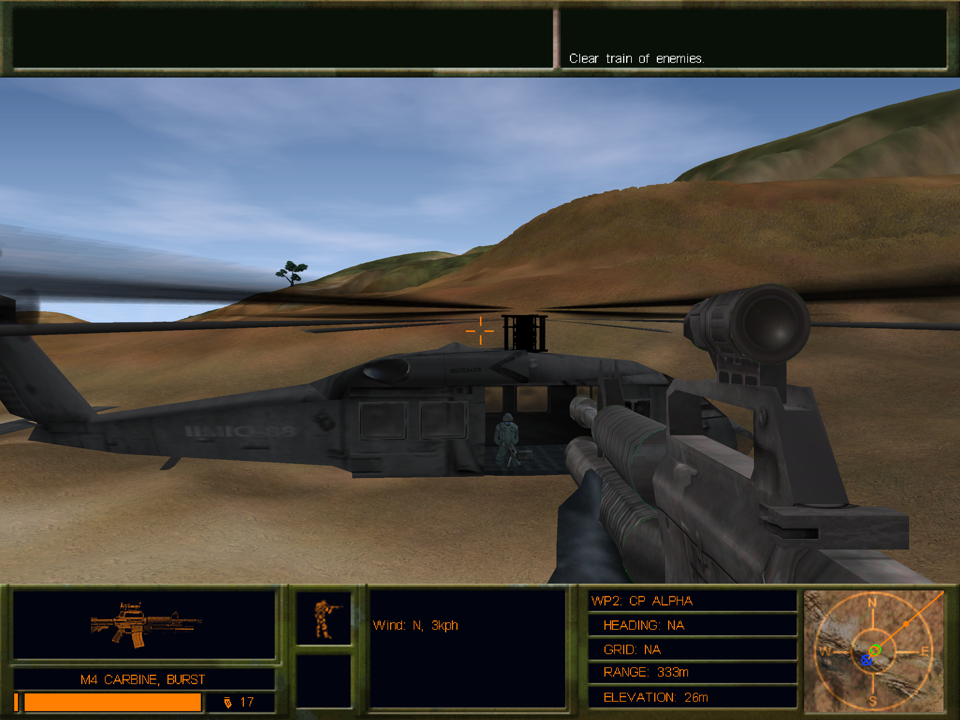 Clear train of enemies.
M4 CARBINE, BURST
17
Wind: N, 3kph
WP2: CP ALPHA
HEADING: NA
GRID: NA
RANGE: 333m
ELEVATION: 26m
N
W
E
S